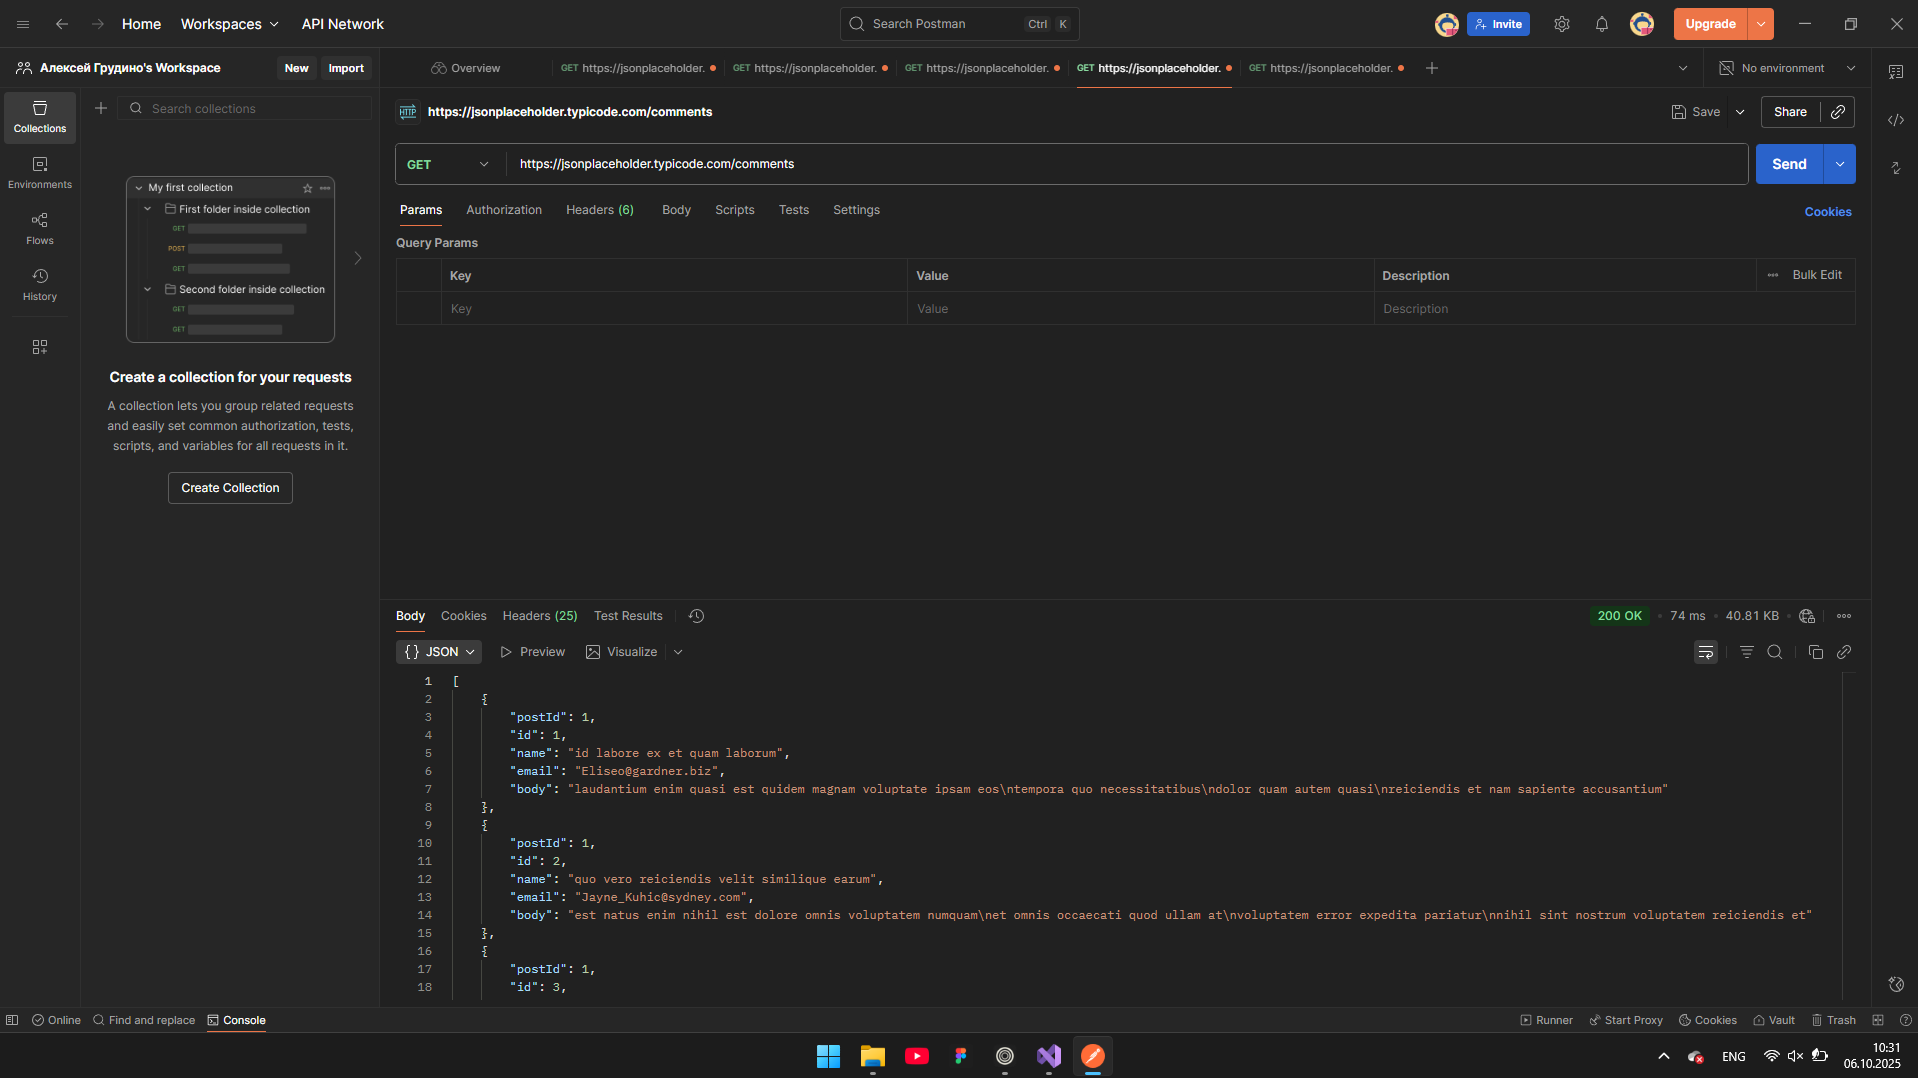 Home
Workspaces
API Network
Search Postman
Ctrl
K
Invite
Upgrade
Алексей Грудино's Workspace
New
Import
Overview
GET https://jsonplaceholder.
GET https://jsonplaceholder.
GET https://jsonplaceholder.
GET https://jsonplaceholder.
GET https://jsonplaceholder.
No environment
Collections
Environments
Flows
History
Search collections
My first collection
First folder inside collection
GET
POST
GET
Second folder inside collection
GET
GET
Create a collection for your requests
A collection lets you group related requests
and easily set common authorization, tests,
scripts, and variables for all requests in it.
Create Collection
HTTP
https://jsonplaceholder.typicode.com/comments
Save
Share
GET
https://jsonplaceholder.typicode.com/comments
Send
Params
Authorization
Headers (6)
Body
Scripts
Tests
Settings
Cookies
Query Params
Key
Value
Description
Bulk Edit
Key
Value
Description
Body
Cookies
Headers (25)
Test Results
200 OK
74 ms
40.81 KB
{} JSON
Preview
Visualize
1 [
2 {
3 "postId": 1,
4 "id": 1,
5 "name": "id labore ex et quam laborum",
6 "email": "Eliseo@gardner.biz",
7 "body": "laudantium enim quasi est quidem magnam voluptate ipsam eos\ntempora quo necessitatibus\ndolor quam autem quasi\nreiciendis et nam sapiente accusantium"
8 },
9 {
10 "postId": 1,
11 "id": 2,
12 "name": "quo vero reiciendis velit similique earum",
13 "email": "Jayne_Kuhic@sydney.com",
14 "body": "est natus enim nihil est dolore omnis voluptatem numquam\net omnis occaecati quod ullam at\nvoluptatem error expedita pariatur\nnihil sint nostrum voluptatem reiciendis et"
15 },
16 {
17 "postId": 1,
18 "id": 3,
Online
Find and replace
Console
Runner
Start Proxy
Cookies
Vault
Trash
ENG
10:31
06.10.2025